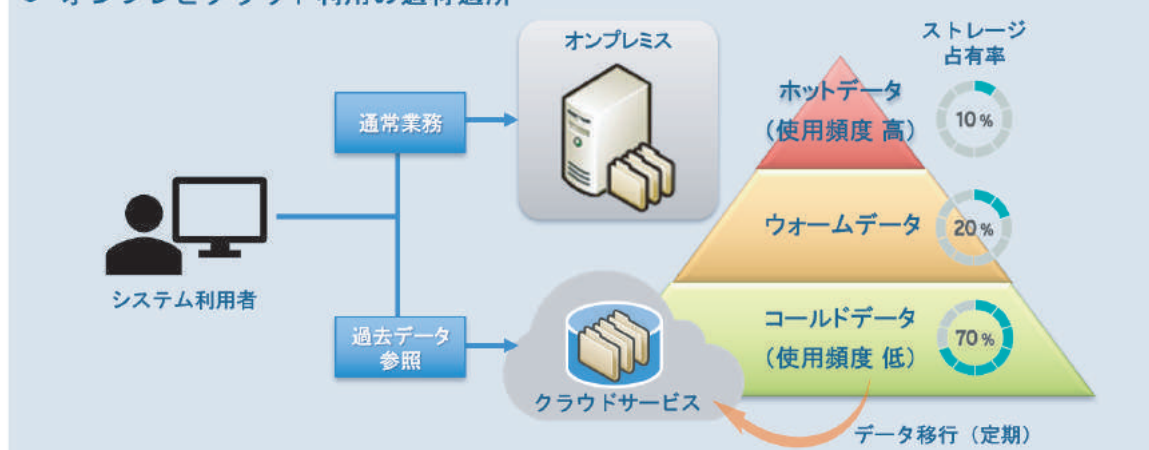 オンプレミス
ストレージ
占有率
ホットデータ
(使用頻度 高)
10%
通常業務
ウォームデータ
20%
システム利用者
過去データ
参照
コールドデータ
(使用頻度 低)
70%
クラウドサービス
データ移行(定期)